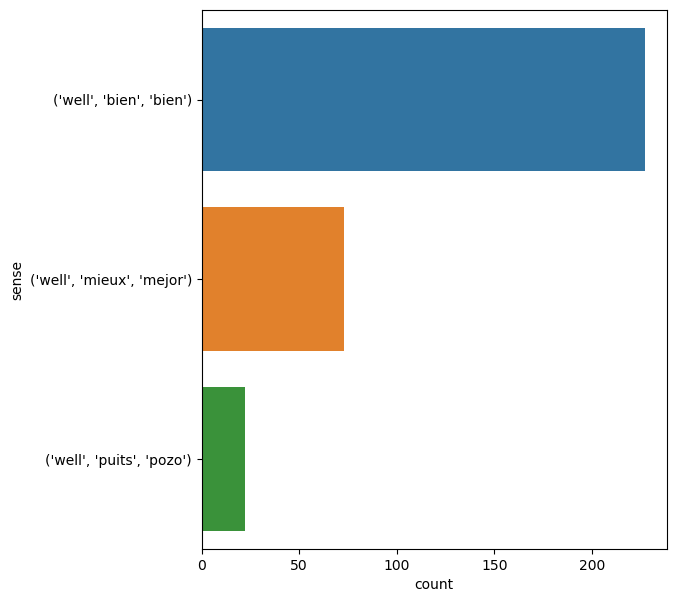 ('well', 'bien', 'bien')
('well', 'mieux', 'mejor')
('well', 'puits', 'pozo')
sense
0 50 100 150 200
count